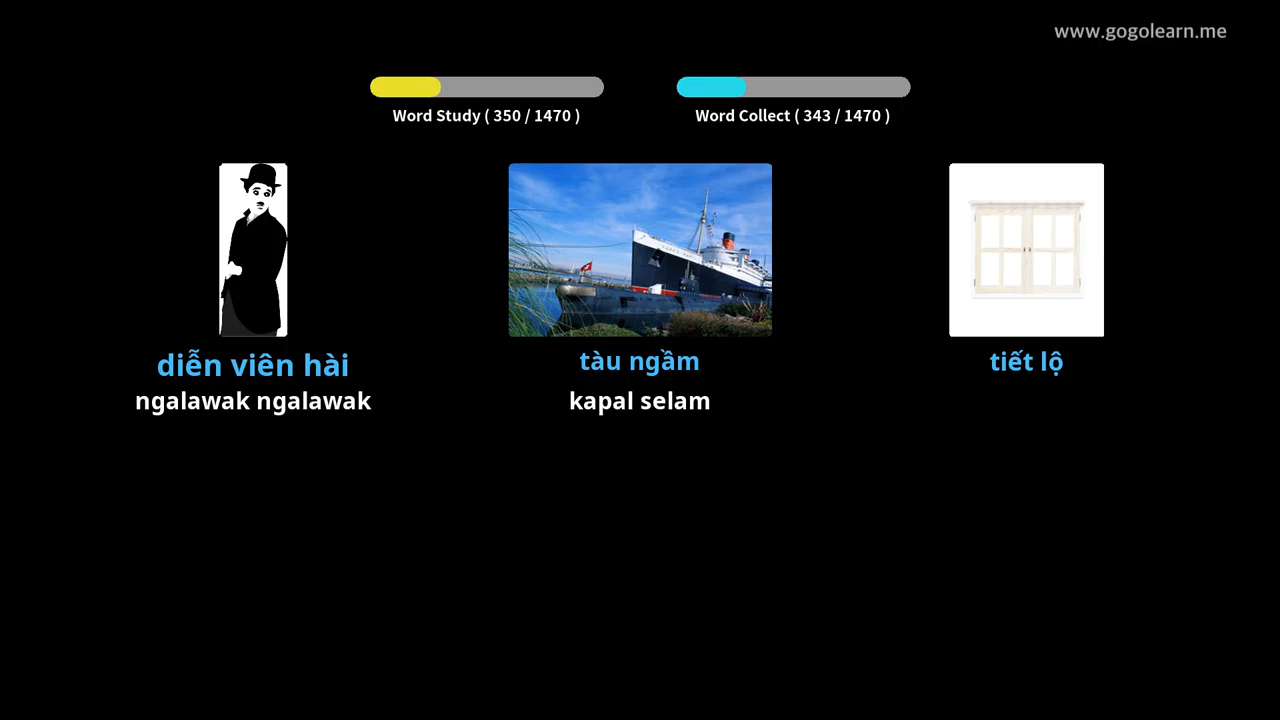 www.gogolearn.me
Word Study ( 350 / 1470 )
Word Collect ( 343 / 1470 )
diễn viên hài
ngalawak ngalawak
tàu ngầm
kapal selam
tiết lộ